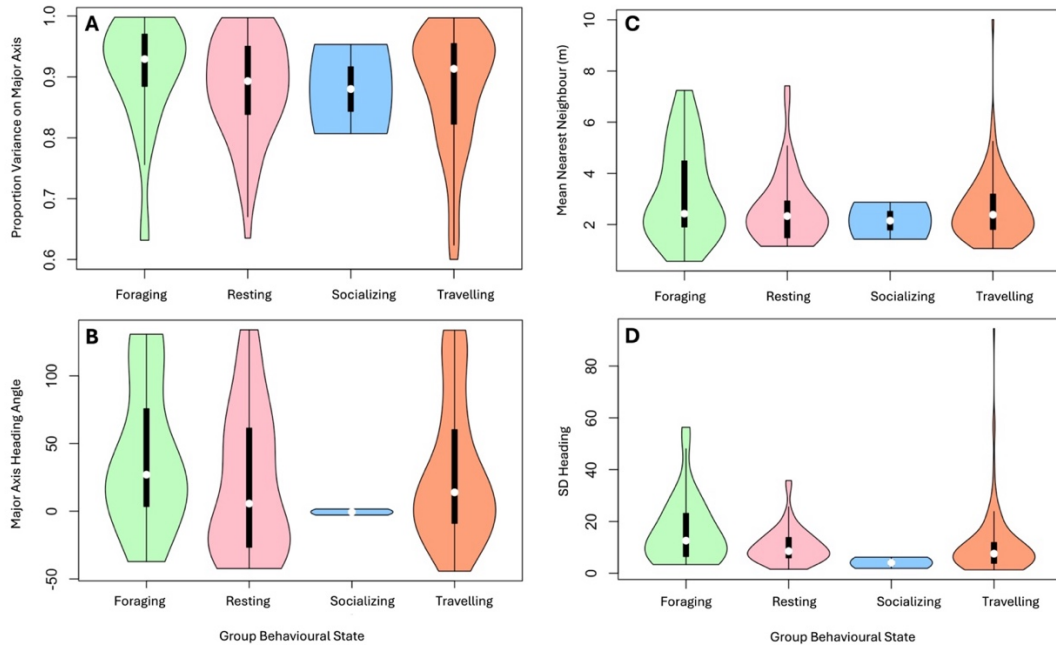 A
Proportion Variance on Major Axis
1.0
0.9
0.8
0.7
0.6
Foraging Resting Socializing Travelling
B
Major Axis Heading Angle
100
50
0
-50
Foraging Resting Socializing Travelling
Group Behavioural State
C
Mean Nearest Neighbour (m)
10
8
6
4
2
Foraging Resting Socializing Travelling
D
SD Heading
80
60
40
20
0
Foraging Resting Socializing Travelling
Group Behavioural State